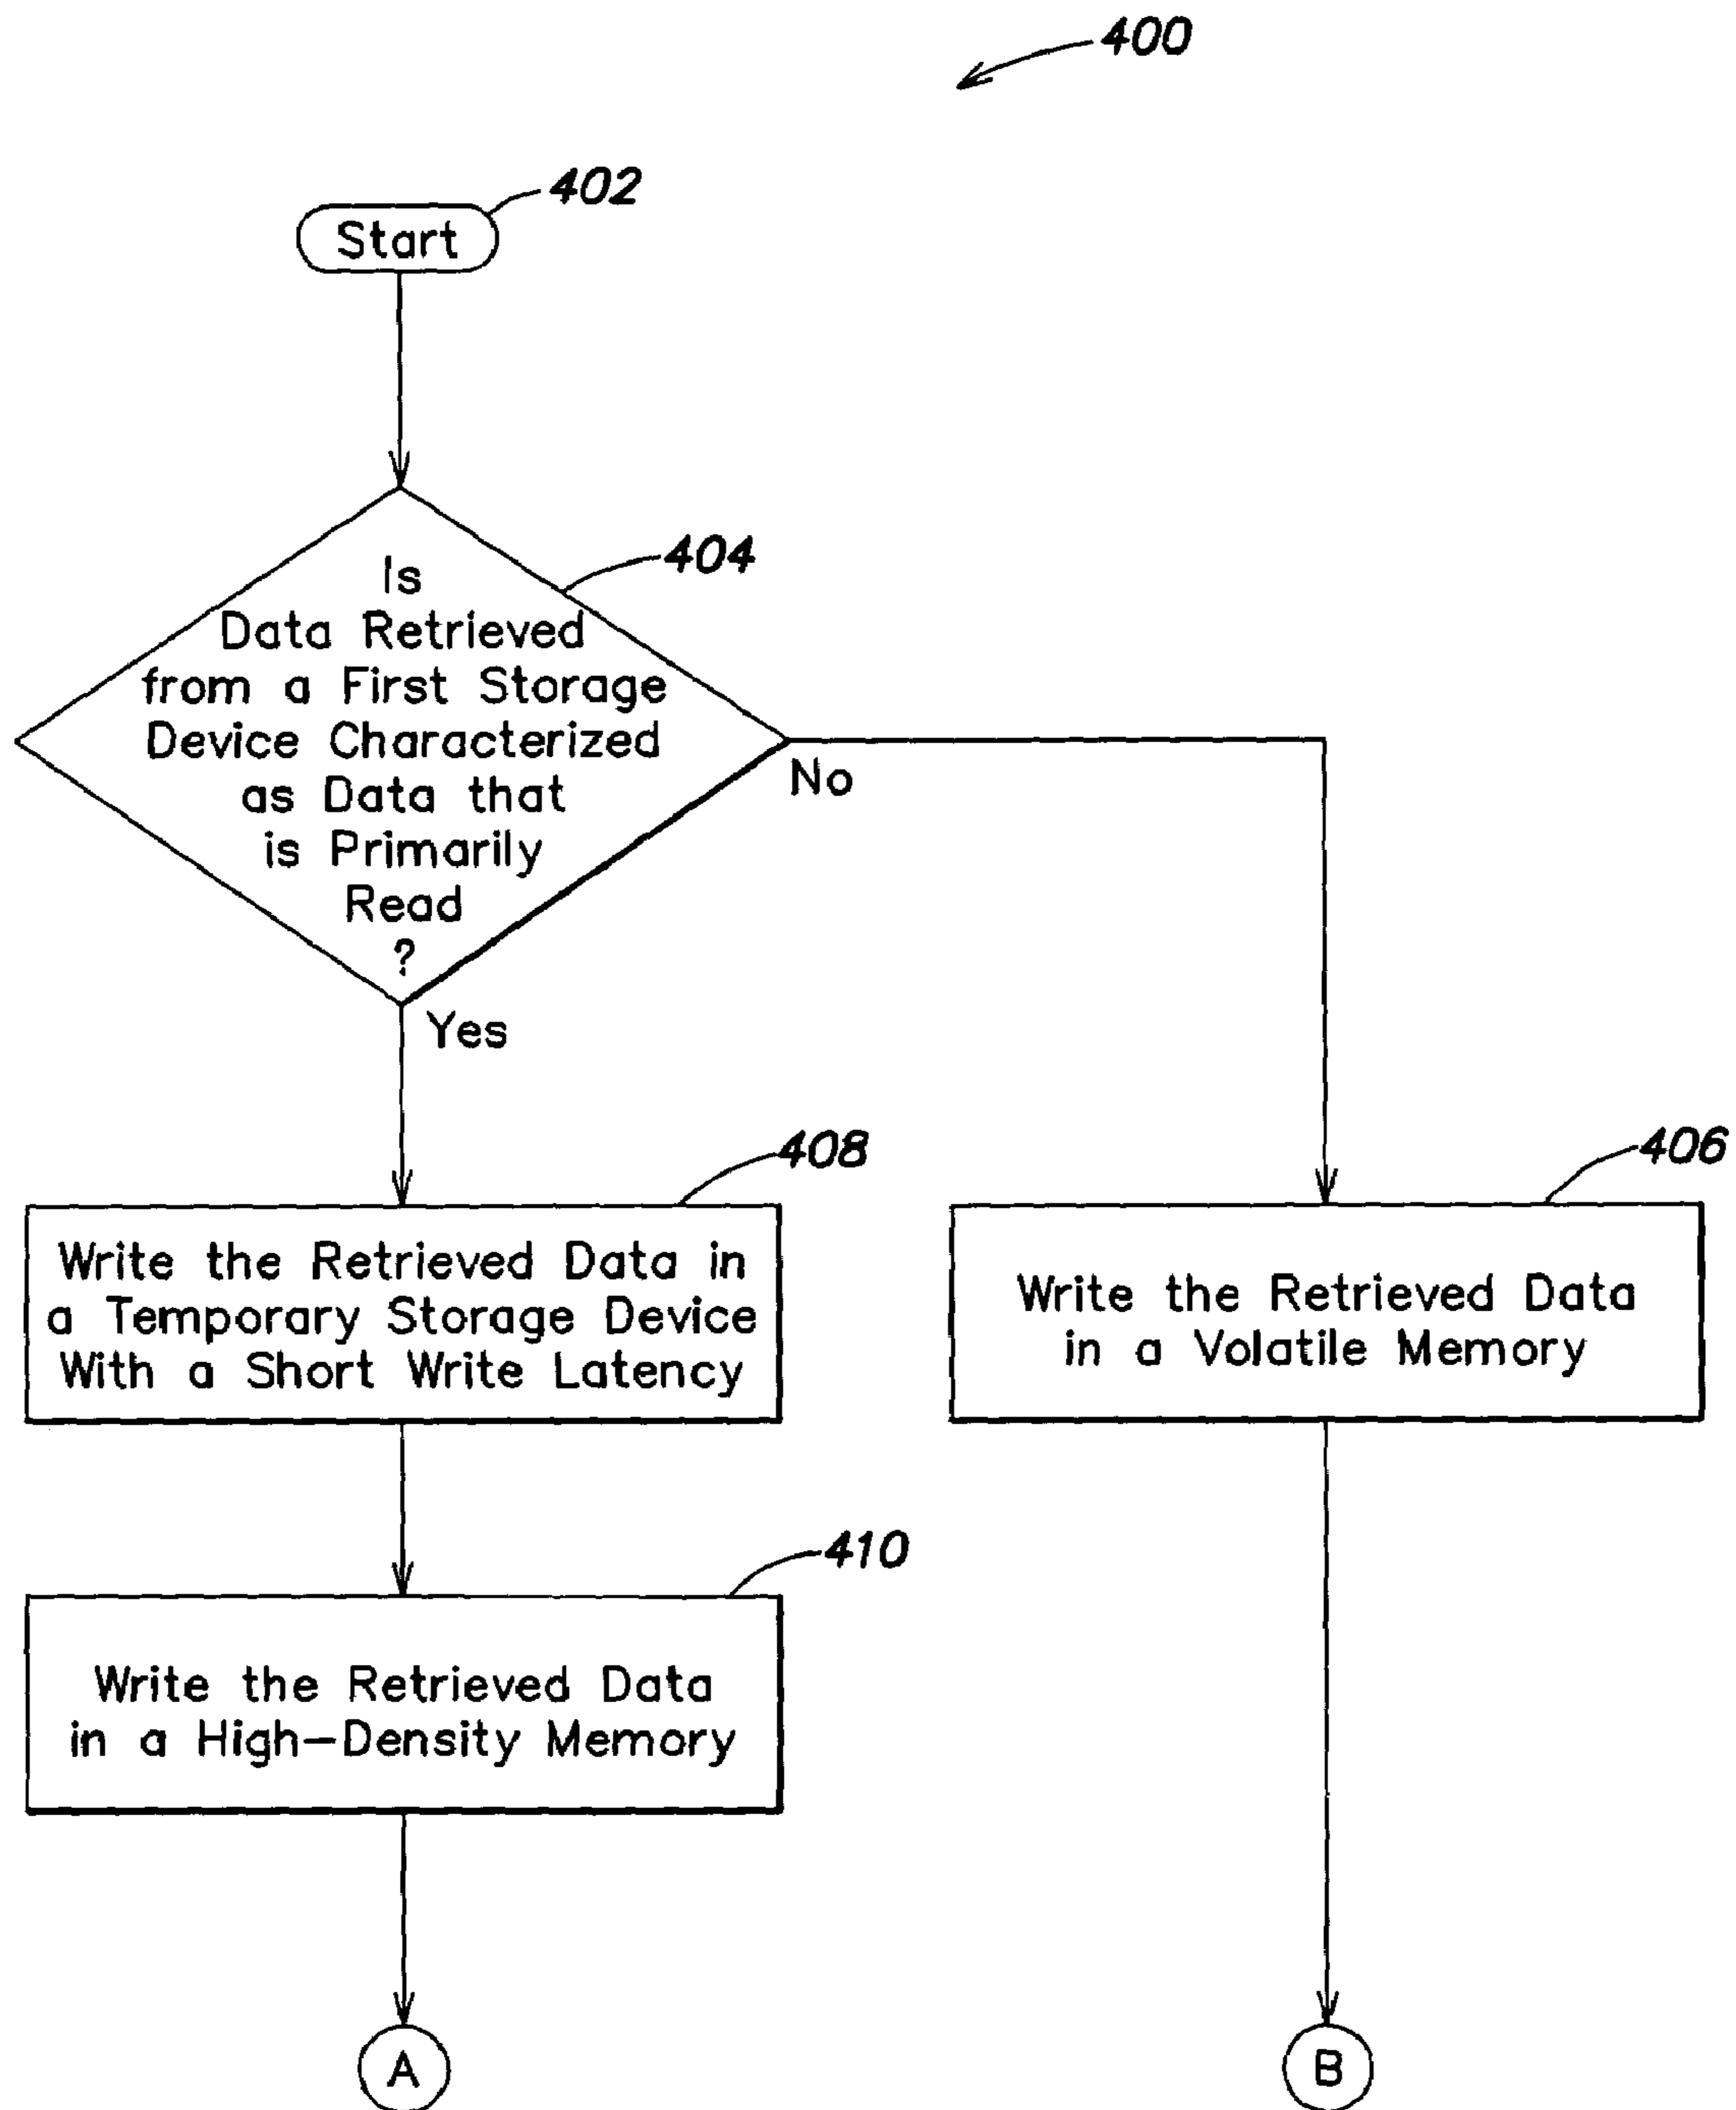 400
402
Start
404
Is
Data Retrieved
from a First Storage
Device Characterized
as Data that
is Primarily
Read
?
No
Yes
408
Write the Retrieved Data in
a Temporary Storage Device
With a Short Write Latency
406
Write the Retrieved Data
in a Volatile Memory
410
Write the Retrieved Data
in a High-Density Memory
A
B